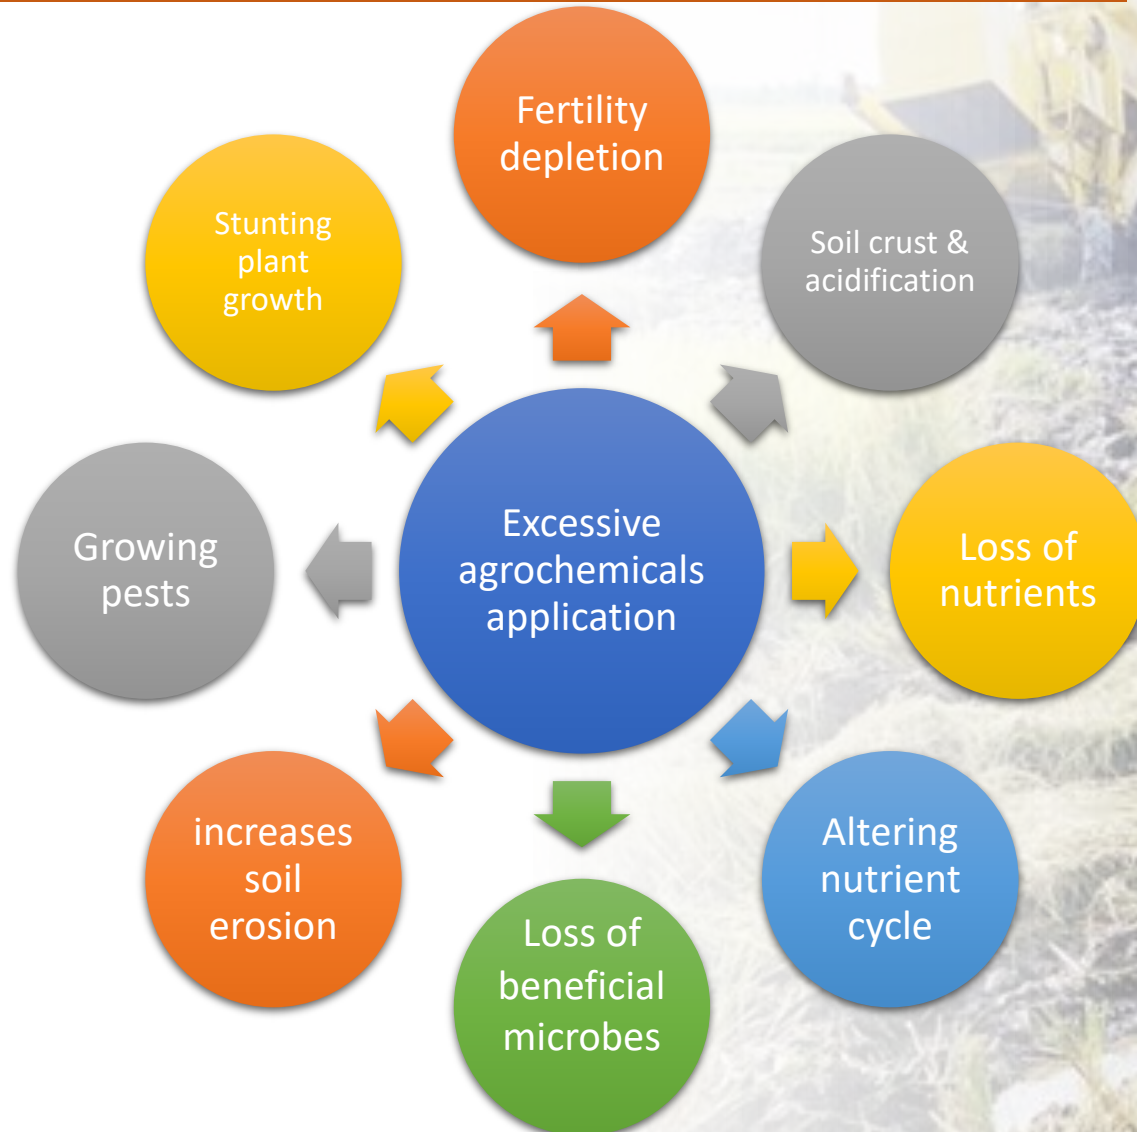 Fertility
depletion
Soil crust &
acidification
Loss of
nutrients
Altering
nutrient
cycle
Loss of
beneficial
microbes
increases
soil
erosion
Growing
pests
Stunting
plant
growth
Excessive
agrochemicals
application